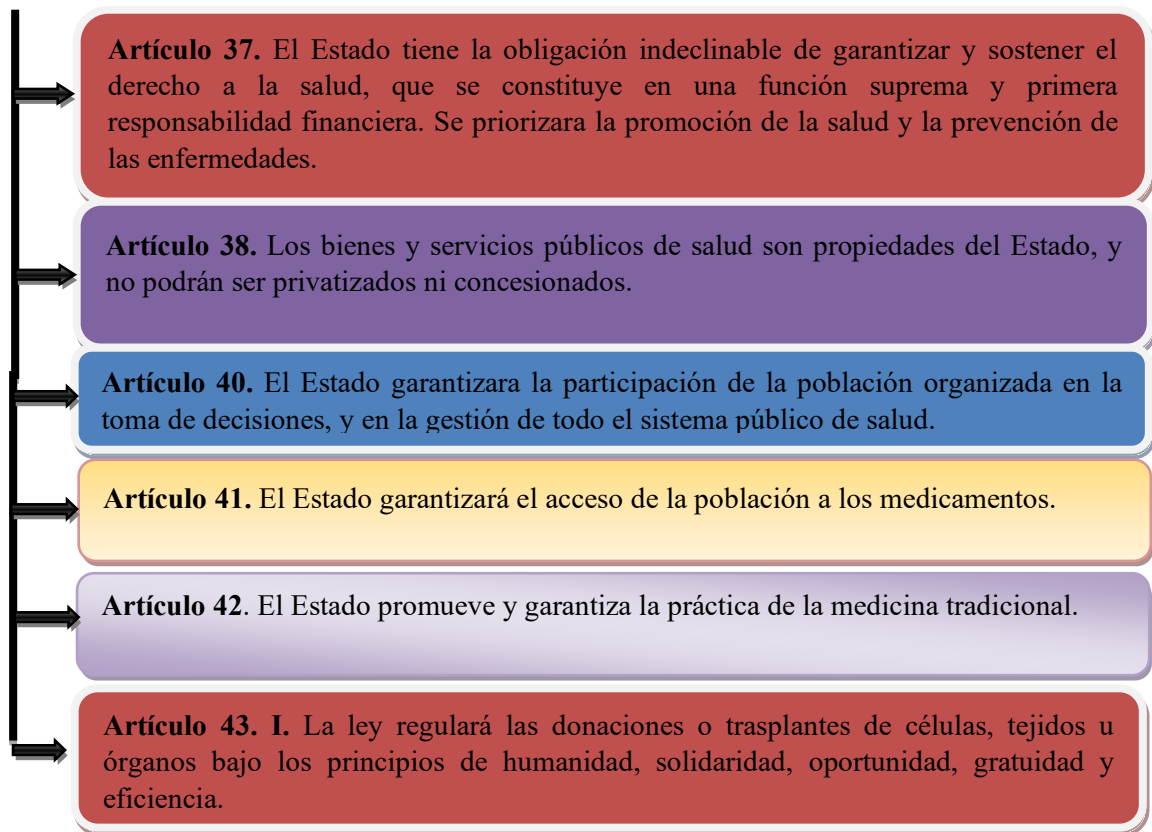 Artículo 37. El Estado tiene la obligación indeclinable de garantizar y sostener el
derecho a la salud, que se constituye en una función suprema y primera
responsabilidad financiera. Se priorizara la promoción de la salud y la prevención de
las enfermedades.
Artículo 38. Los bienes y servicios públicos de salud son propiedades del Estado, y
no podrán ser privatizados ni concesionados.
Artículo 40. El Estado garantizara la participación de la población organizada en la
toma de decisiones, y en la gestión de todo el sistema público de salud.
Artículo 41. El Estado garantizará el acceso de la población a los medicamentos.
Artículo 42. El Estado promueve y garantiza la práctica de la medicina tradicional.
Artículo 43. I. La ley regulará las donaciones o trasplantes de células, tejidos u
órganos bajo los principios de humanidad, solidaridad, oportunidad, gratuidad y
eficiencia.